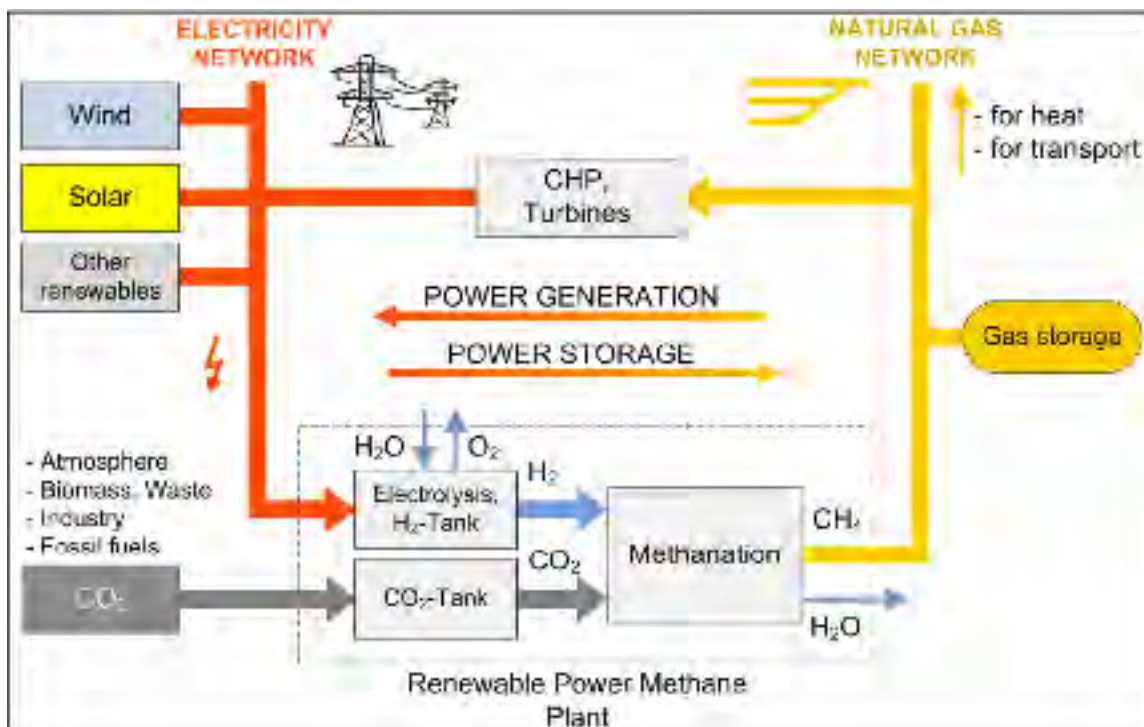 ELECTRICITY
NETWORK
NATURAL GAS
NETWORK
Wind
Solar
Other
renewables
CHP,
Turbines
- for heat
- for transport
POWER GENERATION
POWER STORAGE
Gas storage
- Atmosphere
- Biomass, Waste
- Industry
- Fossil fuels
CO₂
H₂O
O₂
Electrolysis,
H₂-Tank
H₂
CO₂-Tank
CO₂
Methanation
CH₄
H₂O
Renewable Power Methane
Plant